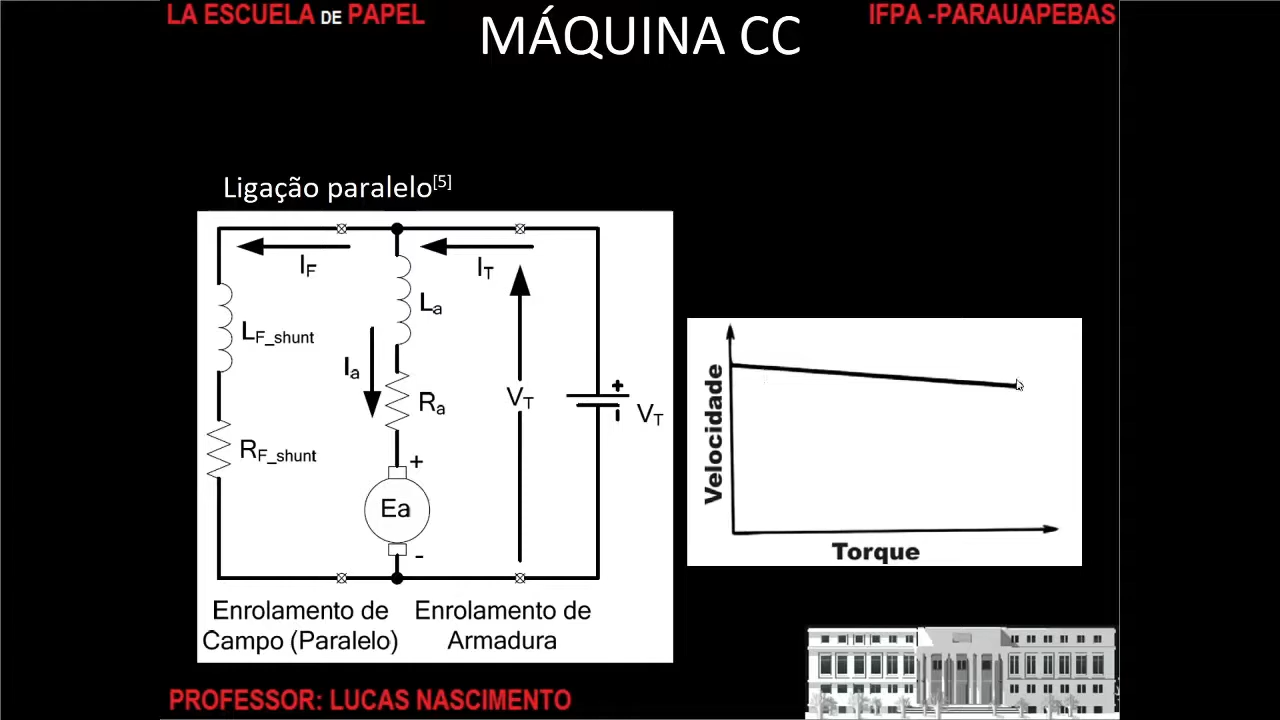 LA ESCUELA DE PAPEL
IFPA -PARAUAPEBAS
MÁQUINA CC
Ligação paralelo[5]
IF
IT
La
LF_shunt
Ia
Ra
VT
+
VT
RF_shunt
+
Ea
-
Enrolamento de
Campo (Paralelo)
Enrolamento de
Armadura
Velocidade
Torque
PROFESSOR: LUCAS NASCIMENTO